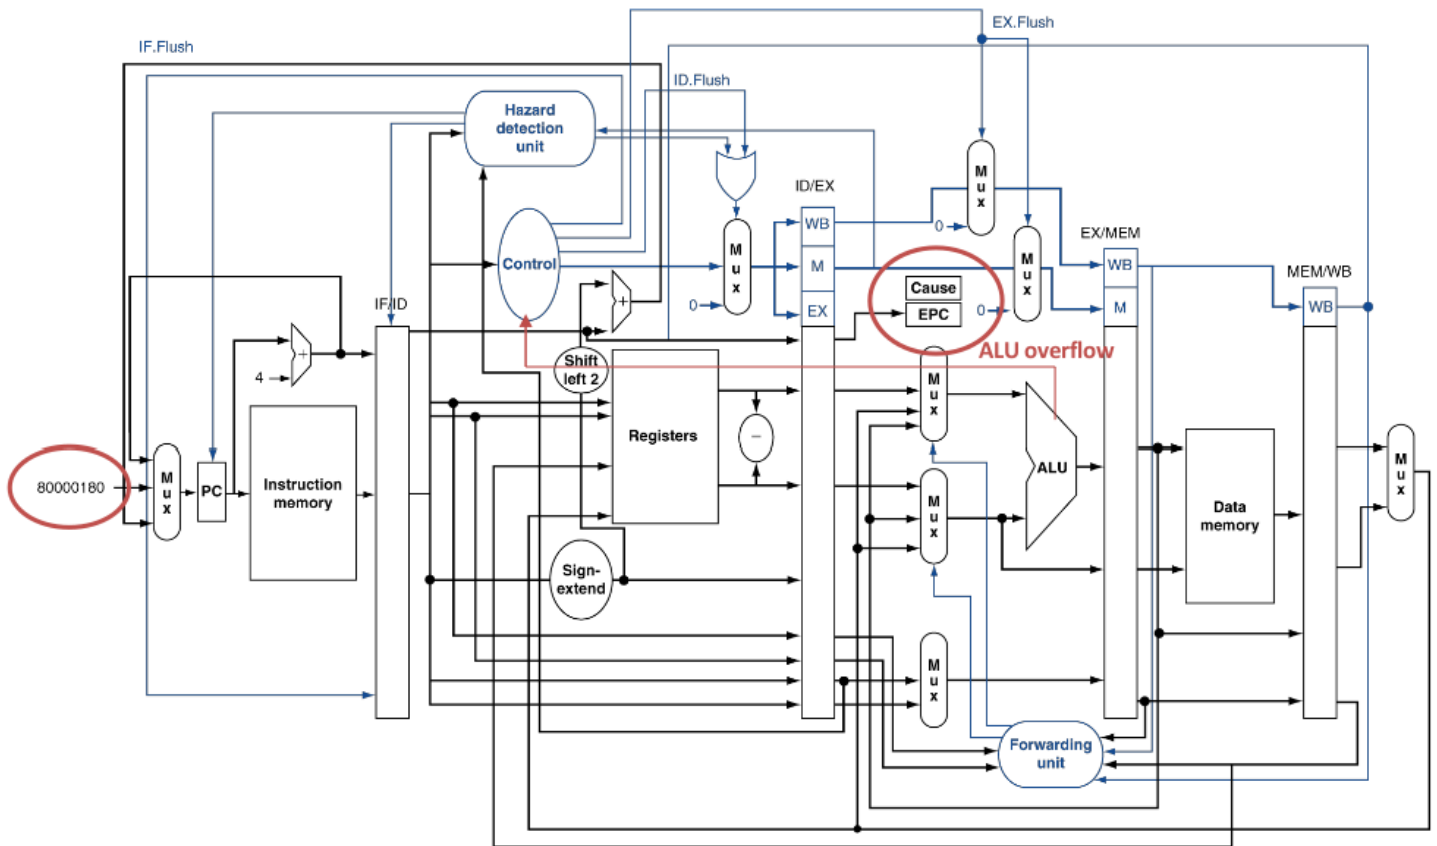 EX.Flush
IF.Flush
ID.Flush
Hazard
detection
unit
M
u
x
ID/EX
WB
0
EX/MEM
Control
M
u
x
M
M
u
x
WB
MEM/WB
Cause
0
EX
EPC
0
M
WB
IF/ID
+
+
ALU overflow
Shift
left 2
4
M
u
x
Registers
–
80000180
M
u
x
PC
Instruction
memory
M
u
x
ALU
Data
memory
M
u
x
Sign-
extend
M
u
x
Forwarding
unit